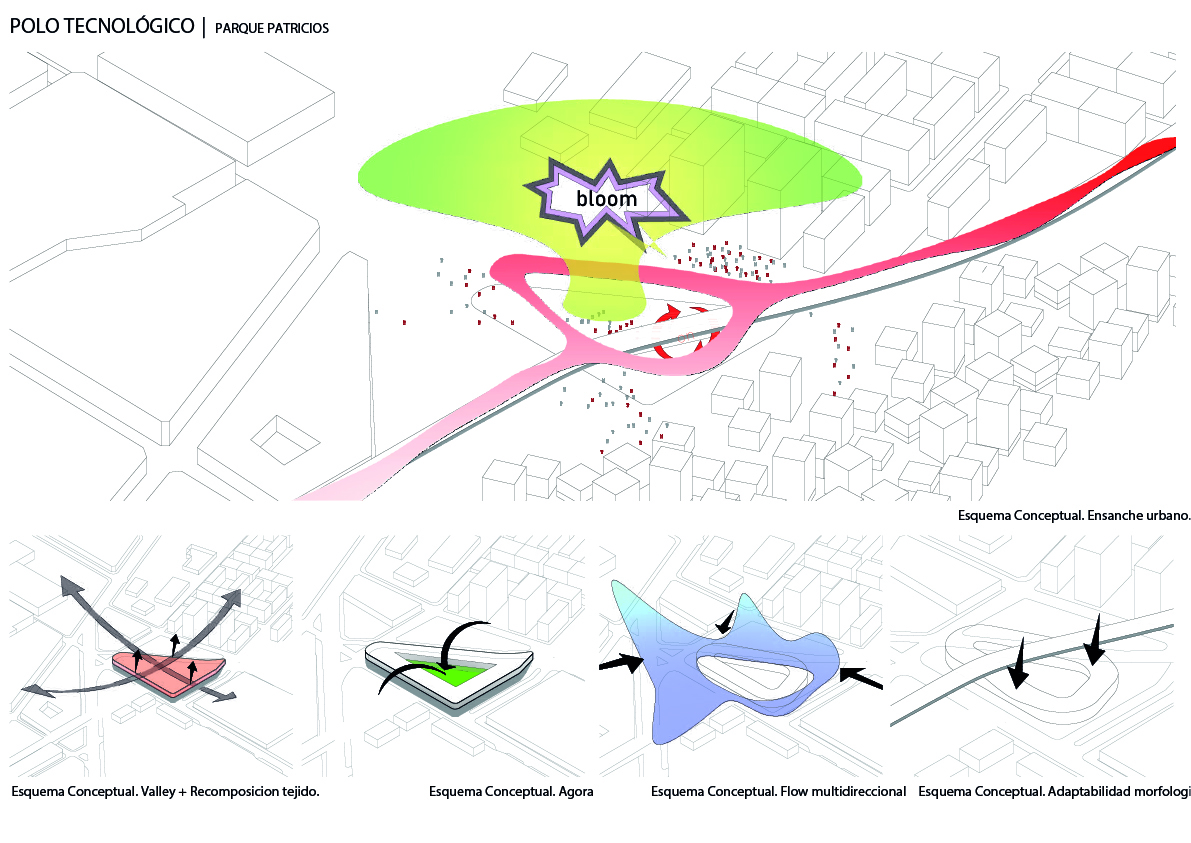 POLO TECNOLÓGICO | PARQUE PATRICIOS
bloom
Esquema Conceptual. Ensanche urbano.
Esquema Conceptual. Valley + Recomposicion tejido.
Esquema Conceptual. Agora
Esquema Conceptual. Flow multidireccional
Esquema Conceptual. Adaptabilidad morfologi